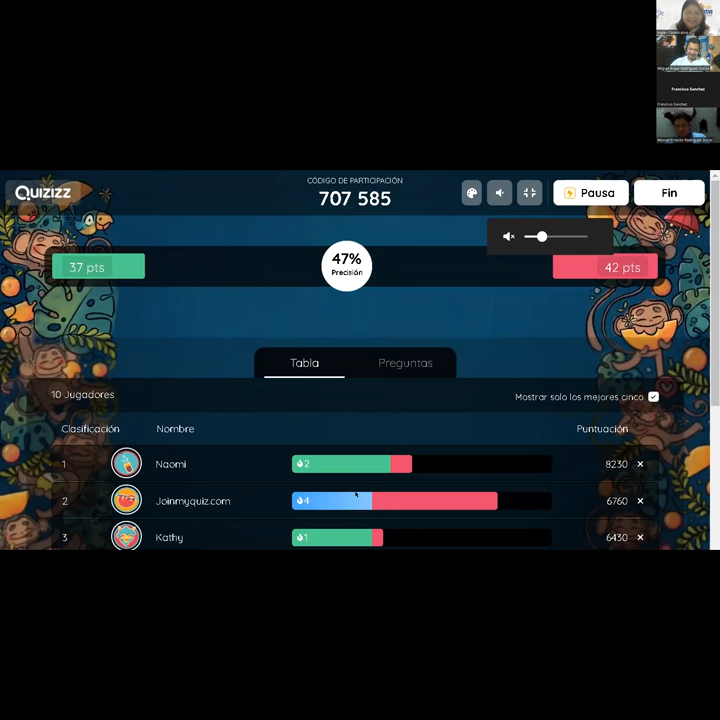 Francisca Sanchez
Francisca Sanchez
QUIZIZZ
CÓDIGO DE PARTICIPACIÓN
707 585
Pausa
Fin
37 pts
47%
Precisión
42 pts
Tabla
Preguntas
10 Jugadores
Mostrar solo los mejores cinco
Clasificación
Nombre
Puntuación
1
Naomi
2
8230
2
Joinmyquiz.com
4
6760
3
Kathy
1
6430